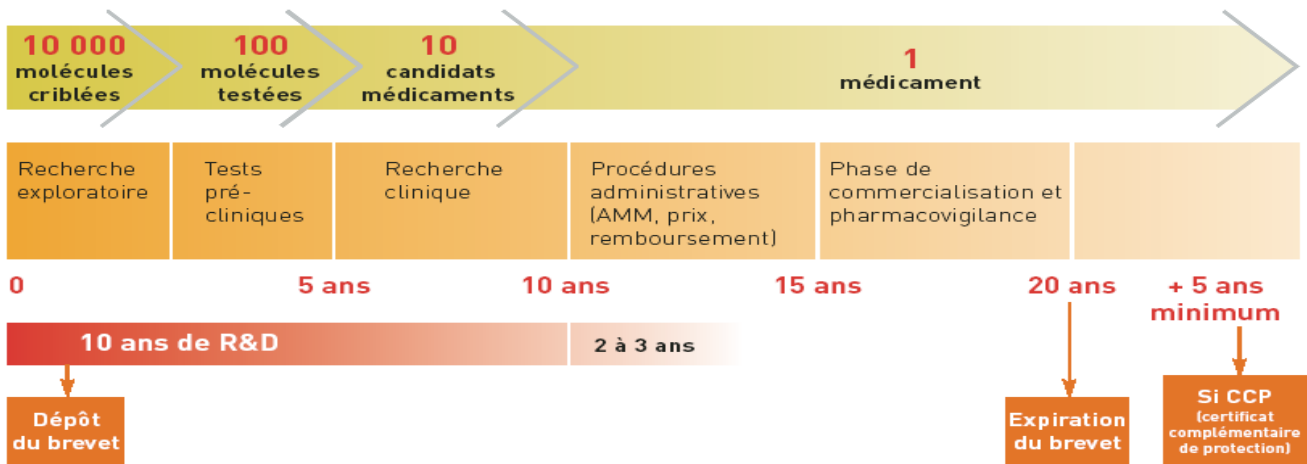 10 000
molécules
criblées
100
molécules
testées
10
candidats
médicaments
1
médicament
Recherche
exploratoire
Tests
pré-
cliniques
Recherche
clinique
Procédures
administratives
(AMM, prix,
remboursement)
Phase de
commercialisation et
pharmacovigilance
0
5 ans
10 ans
15 ans
20 ans
+ 5 ans
minimum
10 ans de R&D
2 à 3 ans
Dépôt
du brevet
Expiration
du brevet
Si CCP
(certificat
complémentaire
de protection)